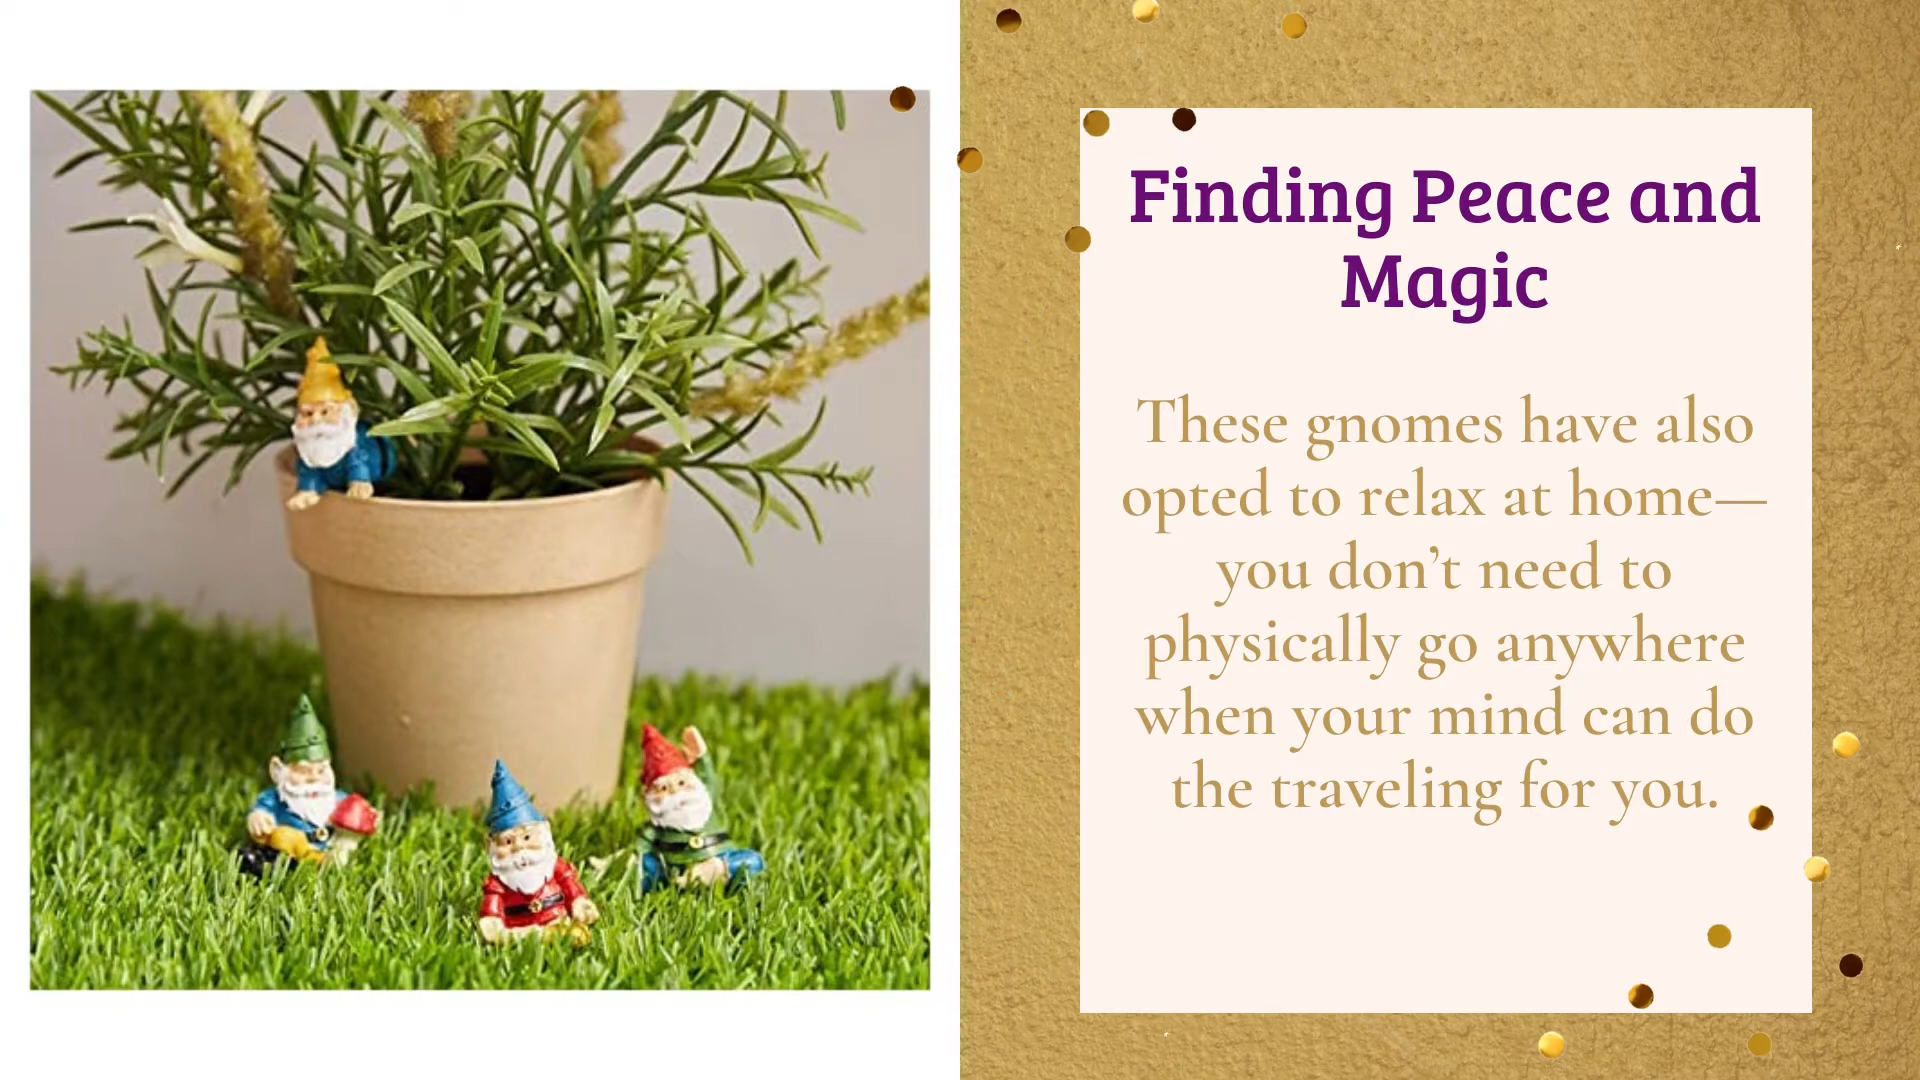 Finding Peace and
Magic
These gnomes have also
opted to relax at home—
you don’t need to
physically go anywhere
when your mind can do
the traveling for you.